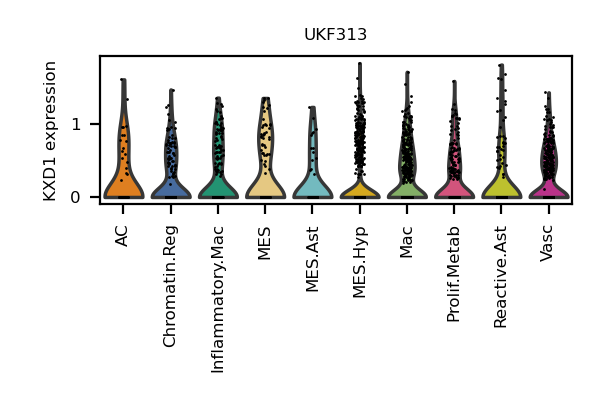 UKF313
KXD1 expression
1
0
AC
Chromatin.Reg
Inflammatory.Mac
MES
MES.Ast
MES.Hyp
Mac
Prolif.Metab
Reactive.Ast
Vasc